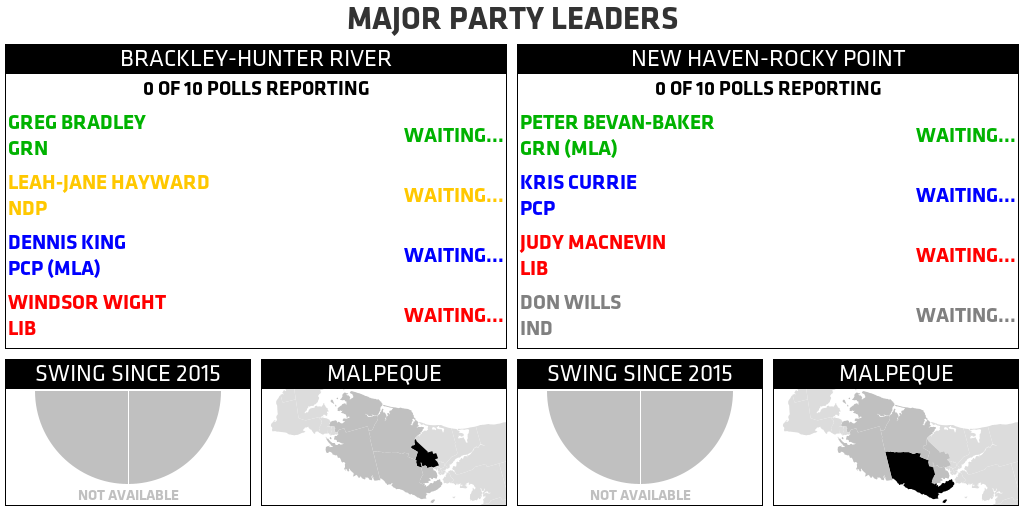 MAJOR PARTY LEADERS
BRACKLEY-HUNTER RIVER
0 OF 10 POLLS REPORTING
GREG BRADLEY
GRN
WAITING...
LEAH-JANE HAYWARD
NDP
WAITING...
DENNIS KING
PCP (MLA)
WAITING...
WINDSOR WIGHT
LIB
WAITING...
NEW HAVEN-ROCKY POINT
0 OF 10 POLLS REPORTING
PETER BEVAN-BAKER
GRN (MLA)
WAITING...
KRIS CURRIE
PCP
WAITING...
JUDY MACNEVIN
LIB
WAITING...
DON WILLS
IND
WAITING...
SWING SINCE 2015
NOT AVAILABLE
MALPEQUE
SWING SINCE 2015
NOT AVAILABLE
MALPEQUE